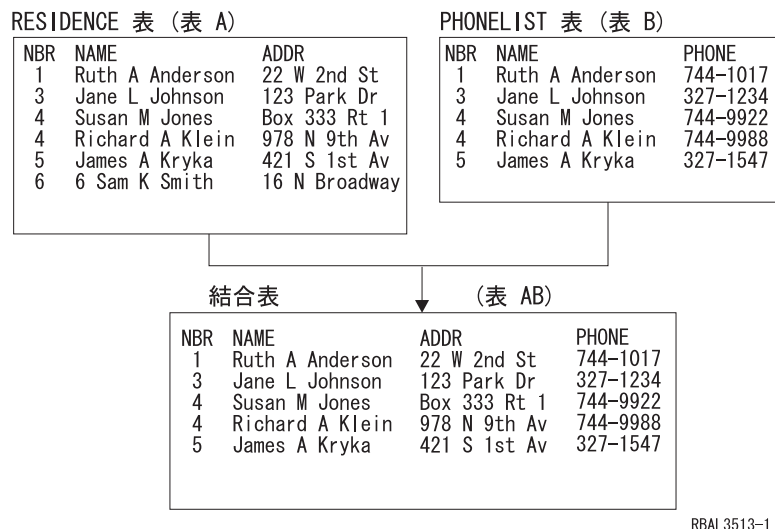 RESIDENCE 表 (表 A)
NBR NAME ADDR
1 Ruth A Anderson 22 W 2nd St
3 Jane L Johnson 123 Park Dr
4 Susan M Jones Box 333 Rt 1
4 Richard A Klein 978 N 9th Av
5 James A Kryka 421 S 1st Av
6 6 Sam K Smith 16 N Broadway
PHONELIST 表 (表 B)
NBR NAME PHONE
1 Ruth A Anderson 744-1017
3 Jane L Johnson 327-1234
4 Susan M Jones 744-9922
4 Richard A Klein 744-9988
5 James A Kryka 327-1547
結合表 (表 AB)
NBR NAME ADDR PHONE
1 Ruth A Anderson 22 W 2nd St 744-1017
3 Jane L Johnson 123 Park Dr 327-1234
4 Susan M Jones Box 333 Rt 1 744-9922
4 Richard A Klein 978 N 9th Av 744-9988
5 James A Kryka 421 S 1st Av 327-1547
RBAL3513-1